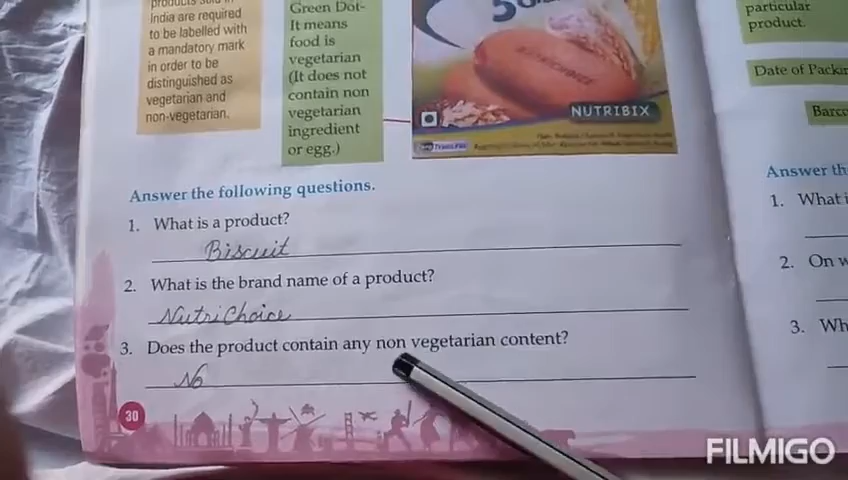 products sold in
India are required
to be labelled with
a mandatory mark
in order to be
distinguished as
vegetarian and
non-vegetarian.
Green Dot-
It means
food is
vegetarian
(It does not
contain non
vegetarian
ingredient
or egg.)
NUTRICHOICE
NUTRIBIX
particular
product.
Date of Packin
Barco
Answer the following questions.
1. What is a product?
Biscuit
2. What is the brand name of a product?
NutriChoice
3. Does the product contain any non vegetarian content?
No
30
Answer th
1. What i
2. On w
3. Wh
FILMIGO